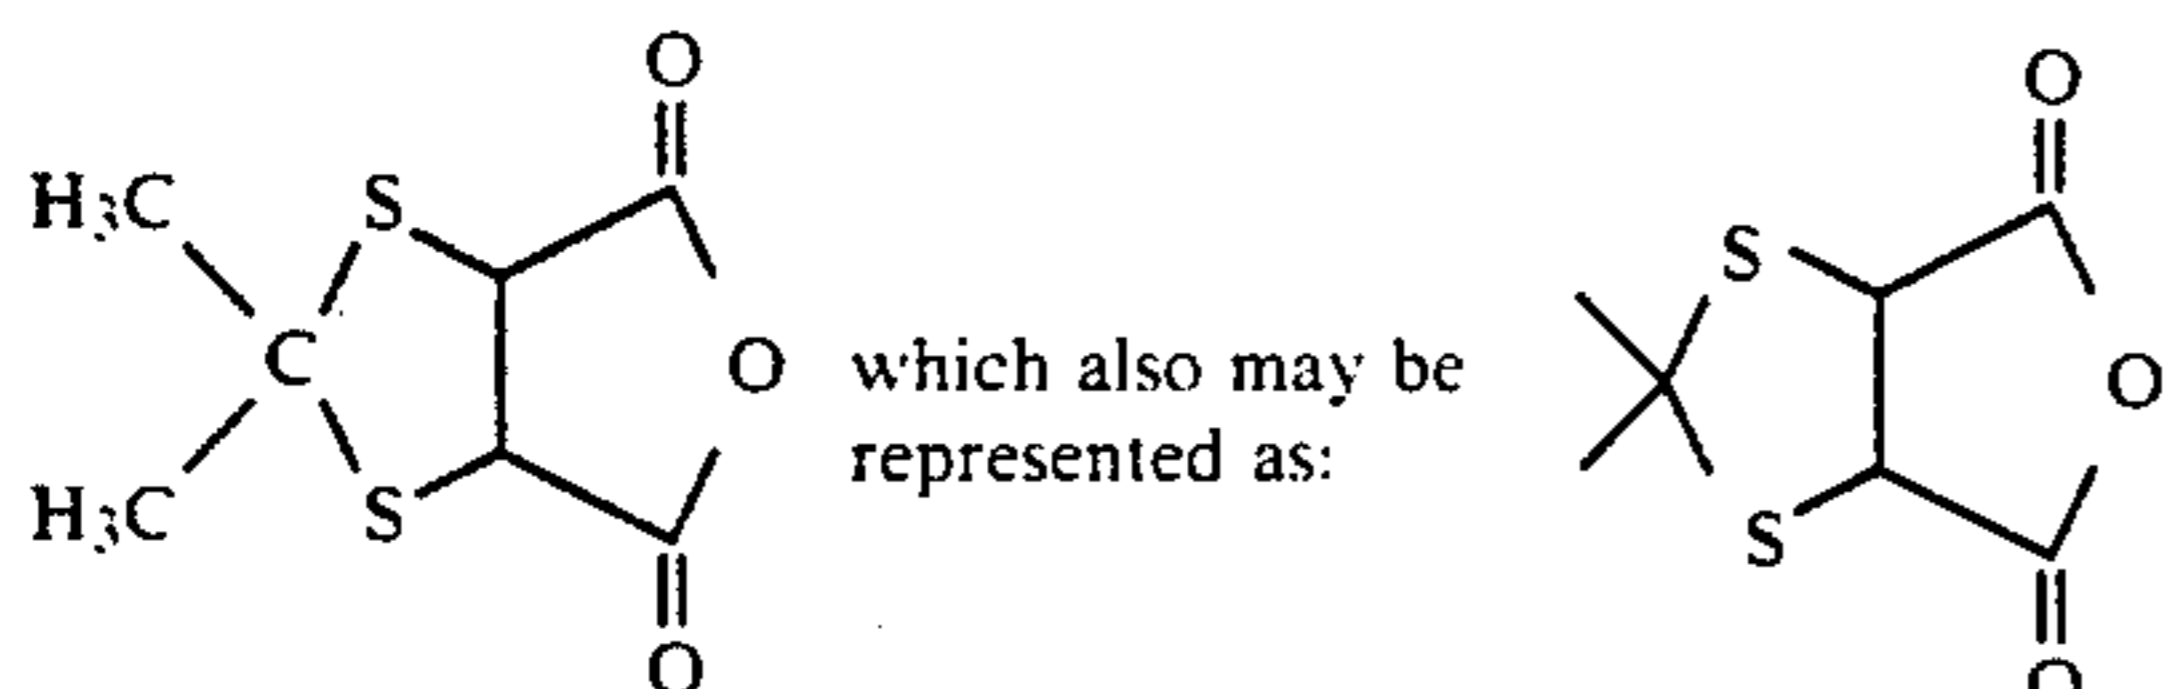 O
O
H₃C
S
S
which also may be
C
O
O
represented as:
H₃C
S
S
O
O